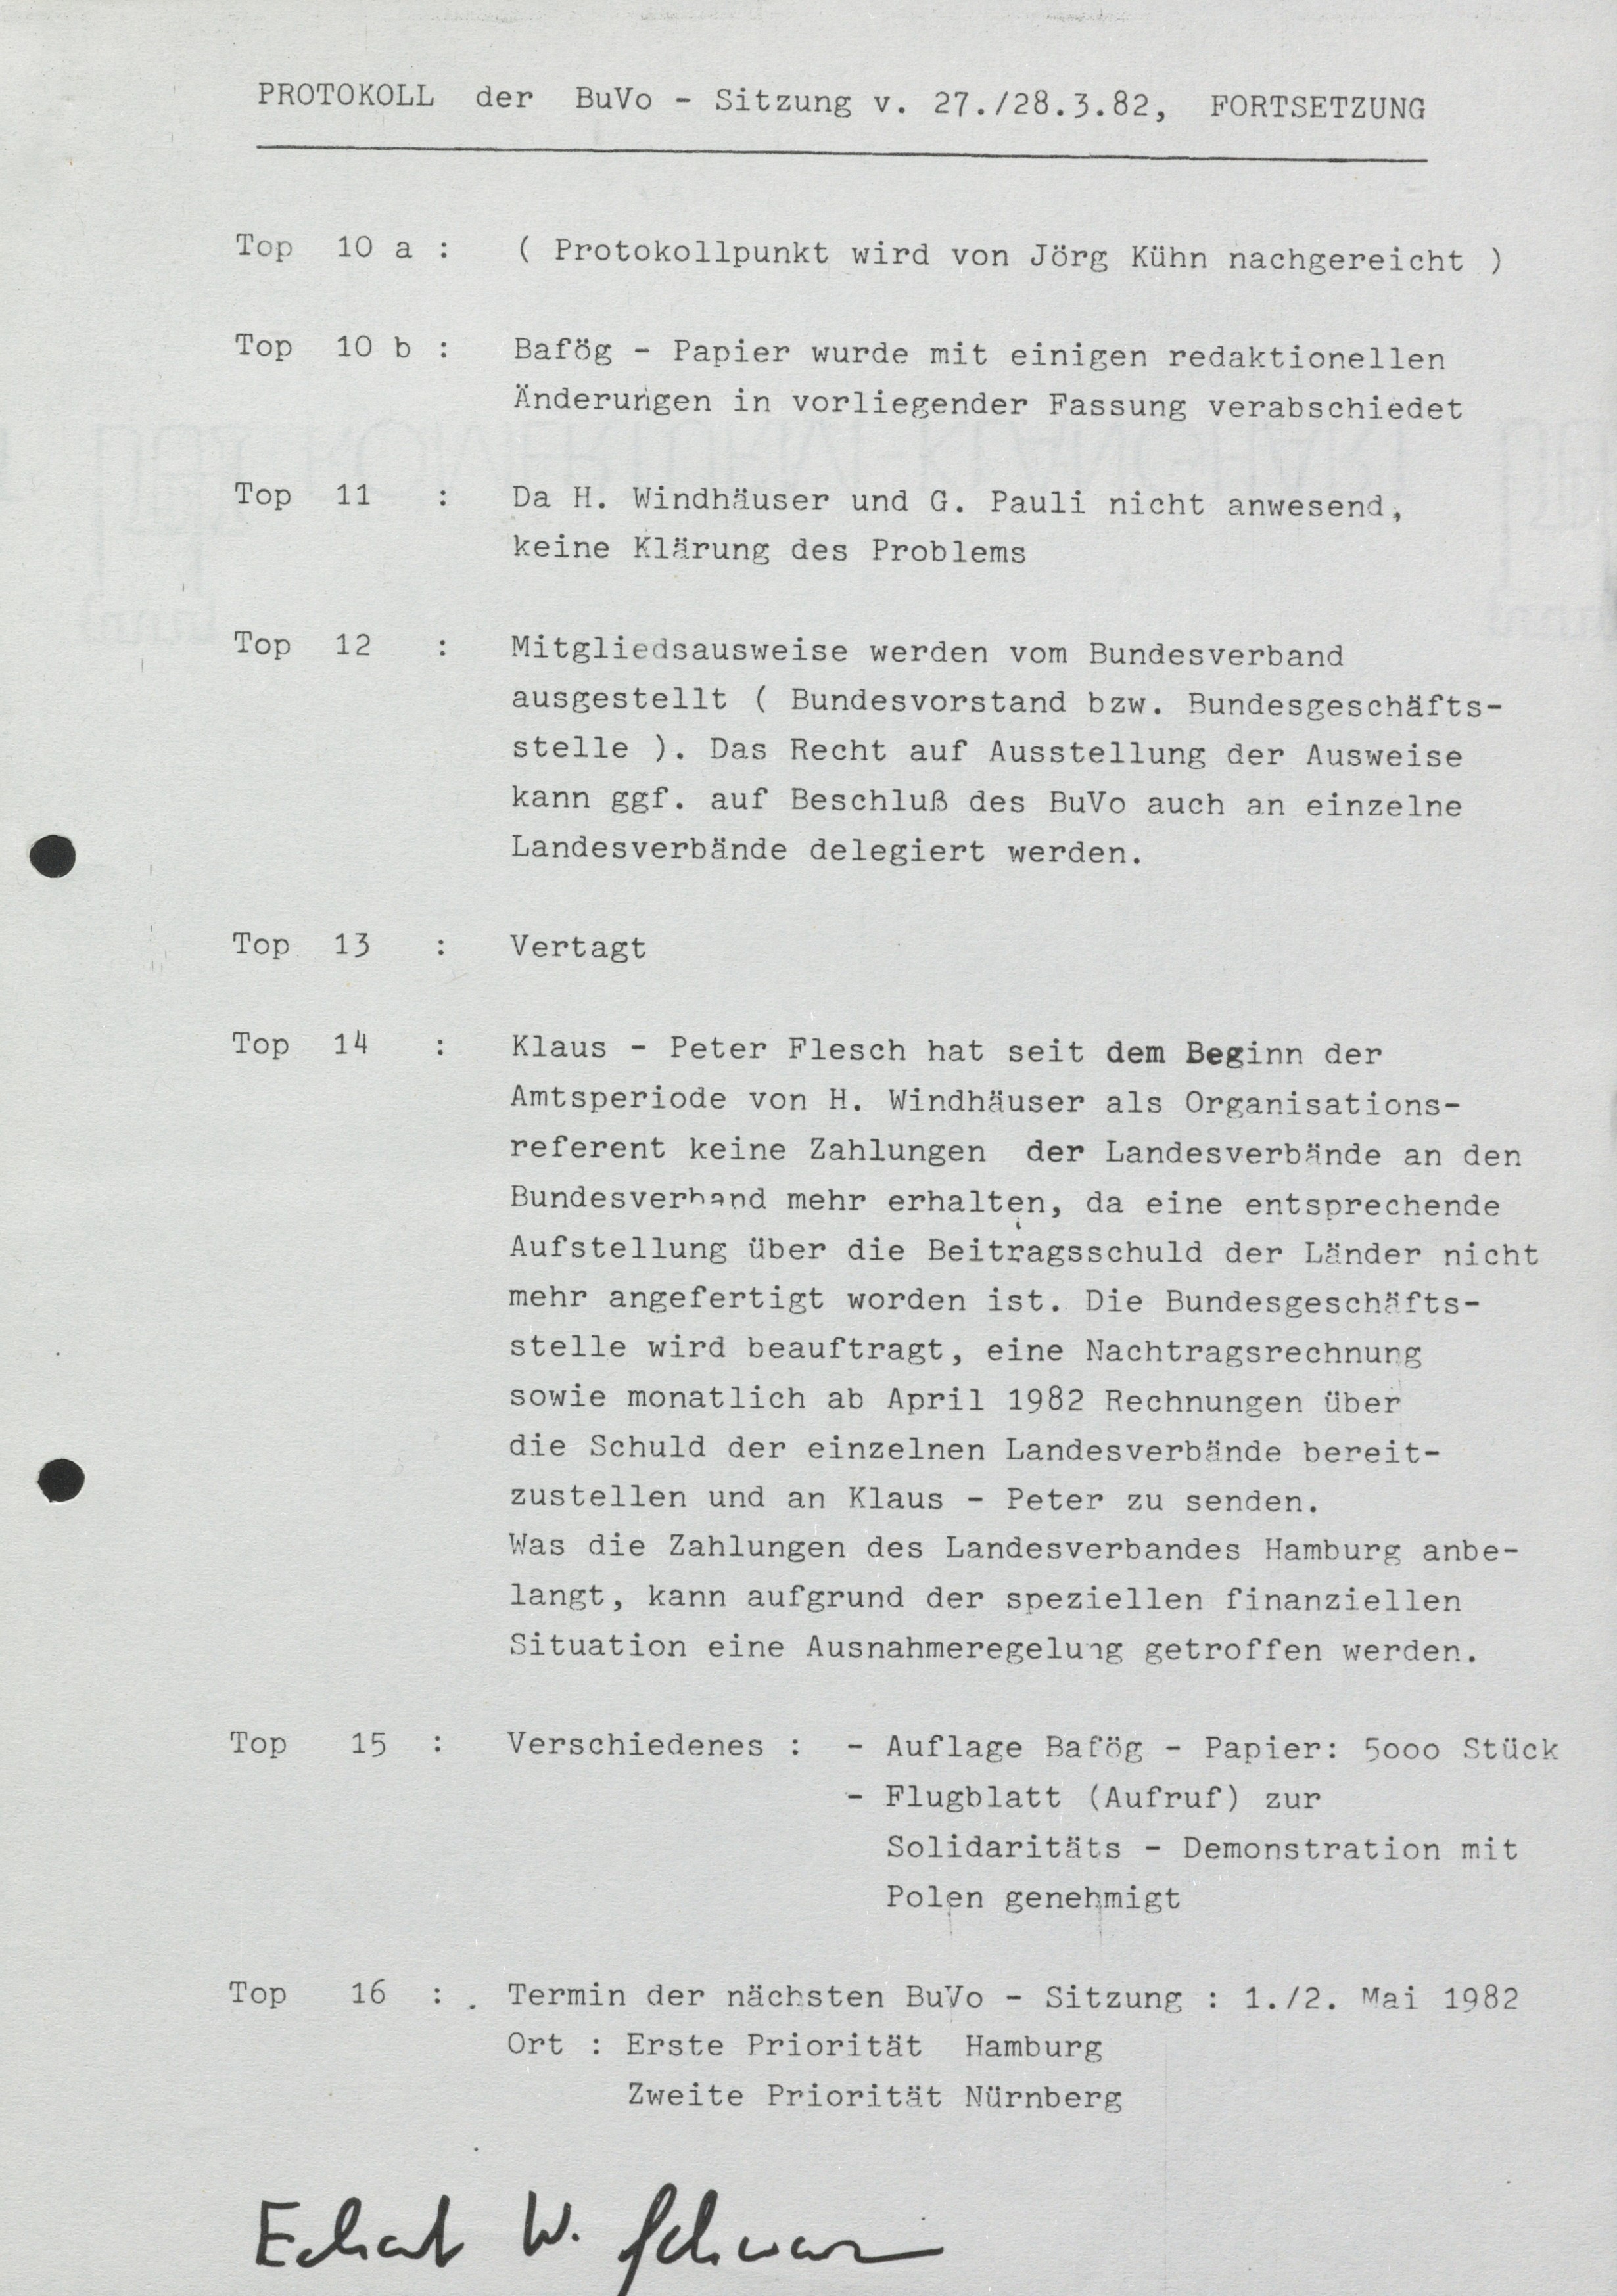 PROTOKOLL der BuVo - Sitzung v. 27./28.3.82, FORTSETZUNG
Top 10 a : ( Protokollpunkt wird von Jörg Kühn nachgereicht )
Top 10 b : Bafög - Papier wurde mit einigen redaktionellen
Änderungen in vorliegender Fassung verabschiedet
Top 11 : Da H. Windhäuser und G. Pauli nicht anwesend,
keine Klärung des Problems
Top 12 : Mitgliedsausweise werden vom Bundesverband
ausgestellt ( Bundesvorstand bzw. Bundesgeschäfts-
stelle ). Das Recht auf Ausstellung der Ausweise
kann ggf. auf Beschluß des BuVo auch an einzelne
Landesverbände delegiert werden.
Top 13 : Vertagt
Top 14 : Klaus - Peter Flesch hat seit dem Beginn der
Amtsperiode von H. Windhäuser als Organisations-
referent keine Zahlungen der Landesverbände an den
Bundesverband mehr erhalten, da eine entsprechende
Aufstellung über die Beitragsschuld der Länder nicht
mehr angefertigt worden ist. Die Bundesgeschäfts-
stelle wird beauftragt, eine Nachtragsrechnung
sowie monatlich ab April 1982 Rechnungen über
die Schuld der einzelnen Landesverbände bereit-
zustellen und an Klaus - Peter zu senden.
Was die Zahlungen des Landesverbandes Hamburg anbe-
langt, kann aufgrund der speziellen finanziellen
Situation eine Ausnahmeregelung getroffen werden.
Top 15 : Verschiedenes : - Auflage Bafög - Papier: 5ooo Stück
- Flugblatt (Aufruf) zur
Solidaritäts - Demonstration mit
Polen genehmigt
Top 16 : Termin der nächsten BuVo - Sitzung : 1./2. Mai 1982
Ort : Erste Priorität Hamburg
Zweite Priorität Nürnberg
W.